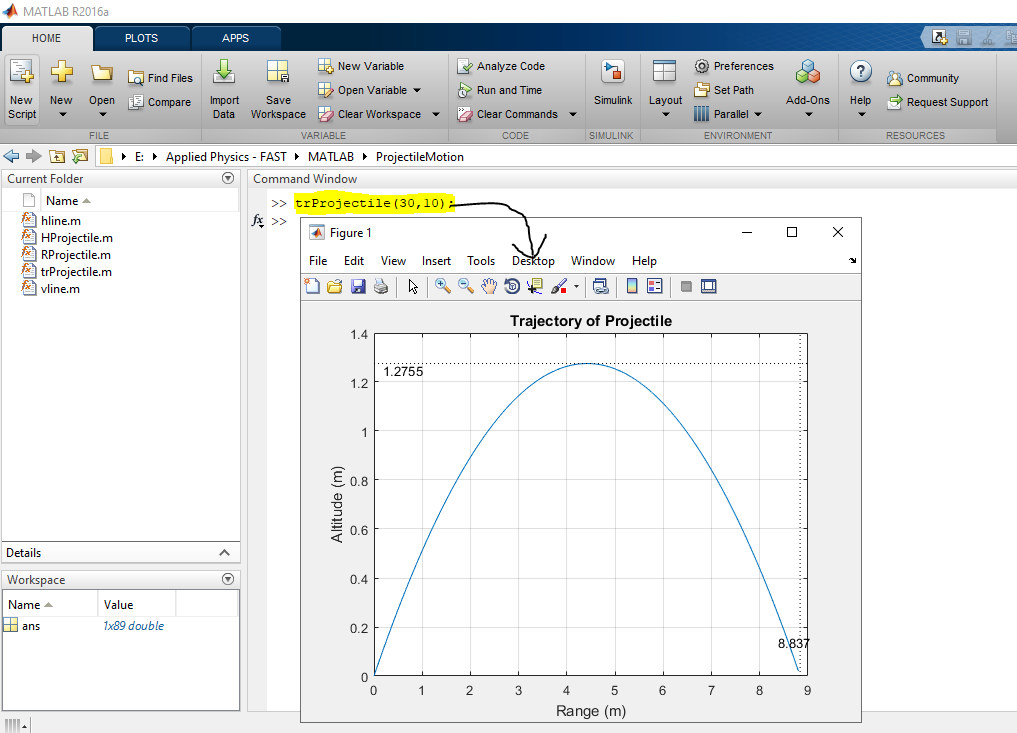 MATLAB R2016a
HOME PLOTS APPS
New Script
New
Open
Find Files
Compare
Import Data
Save Workspace
New Variable
Open Variable
Clear Workspace
Analyze Code
Run and Time
Clear Commands
Simulink
Layout
Preferences
Set Path
Parallel
Add-Ons
Help
Community
Request Support
FILE VARIABLE CODE SIMULINK ENVIRONMENT RESOURCES
E: Applied Physics - FAST MATLAB ProjectileMotion
Current Folder
Name
hline.m
HProjectile.m
RProjectile.m
trProjectile.m
vline.m
Details
Workspace
Name Value
ans 1x89 double
Command Window
>> trProjectile(30,10);
fx >>
Figure 1
File Edit View Insert Tools Desktop Window Help
Trajectory of Projectile
1.4
1.2
1
0.8
0.6
0.4
0.2
0
1.2755
8.837
Altitude (m)
0 1 2 3 4 5 6 7 8 9
Range (m)